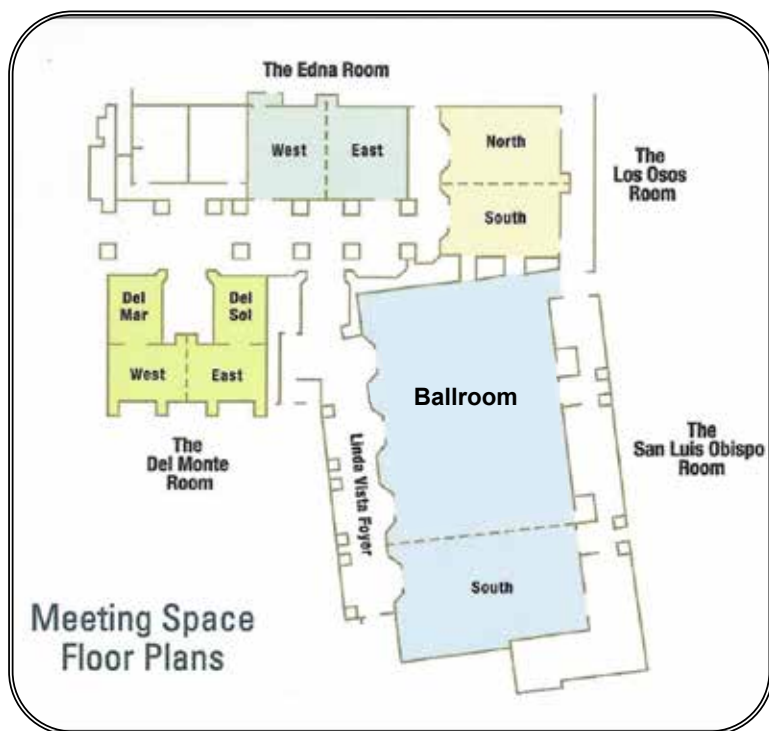 The Edna Room
West
East
North
South
The
Los Osos
Room
Del
Mar
Del
Sol
West
East
The
Del Monte
Room
Ballroom
Linda Vista Foyer
The
San Luis Obispo
Room
South
Meeting Space
Floor Plans